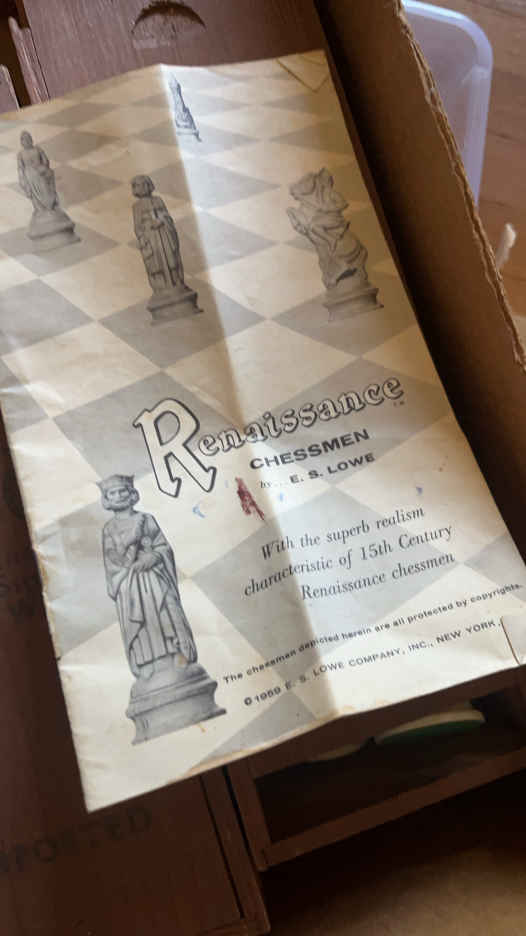 Renaissance™
CHESSMEN
by... E. S. LOWE
With the superb realism
characteristic of 15th Century
Renaissance chessmen
The chessmen depicted herein are all protected by copyrights.
© 1959 E. S. LOWE COMPANY, INC., NEW YORK,